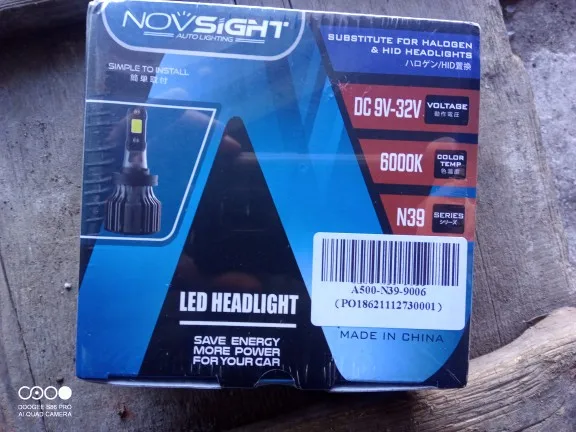 NOVSIGHT
AUTO LIGHTING
SUBSTITUTE FOR HALOGEN
& HID HEADLIGHTS
ハロゲン/HID置換
SIMPLE TO INSTALL
簡単取付
DC 9V-32V
VOLTAGE
動作電圧
6000K
COLOR
TEMP
色温度
N39
SERIES
シリーズ
A500-N39-9006
(PO18621112730001)
MADE IN CHINA
LED HEADLIGHT
SAVE ENERGY
MORE POWER
FOR YOUR CAR
DOOGEE S86 PRO
AI QUAD CAMERA